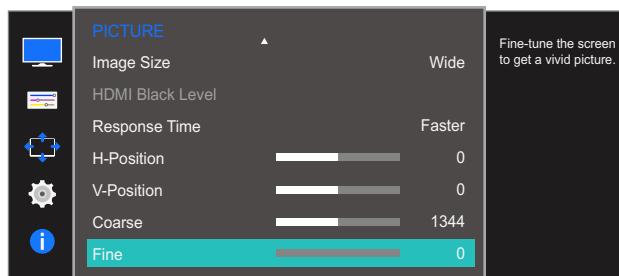 PICTURE
Image Size Wide
HDMI Black Level
Response Time Faster
H-Position 0
V-Position 0
Coarse 1344
Fine 0
Fine-tune the screen
to get a vivid picture.